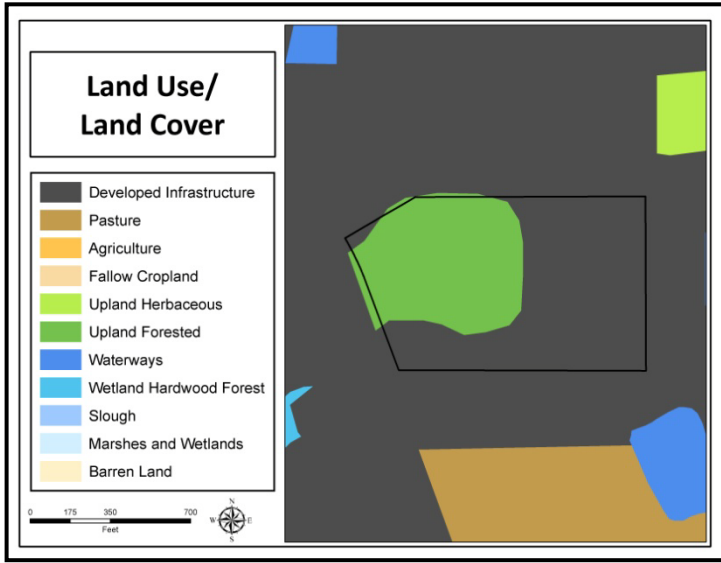 Land Use/
Land Cover
Developed Infrastructure
Pasture
Agriculture
Fallow Cropland
Upland Herbaceous
Upland Forested
Waterways
Wetland Hardwood Forest
Slough
Marshes and Wetlands
Barren Land
0 175 350 700
Feet
N
W E
S